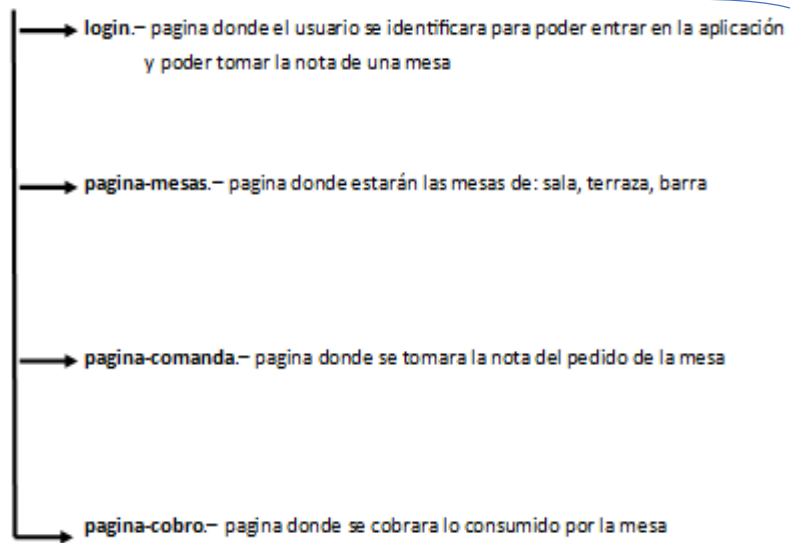 login.– pagina donde el usuario se identificara para poder entrar en la aplicación
y poder tomar la nota de una mesa
pagina-mesas.– pagina donde estarán las mesas de: sala, terraza, barra
pagina-comanda.– pagina donde se tomara la nota del pedido de la mesa
pagina-cobro.– pagina donde se cobrara lo consumido por la mesa